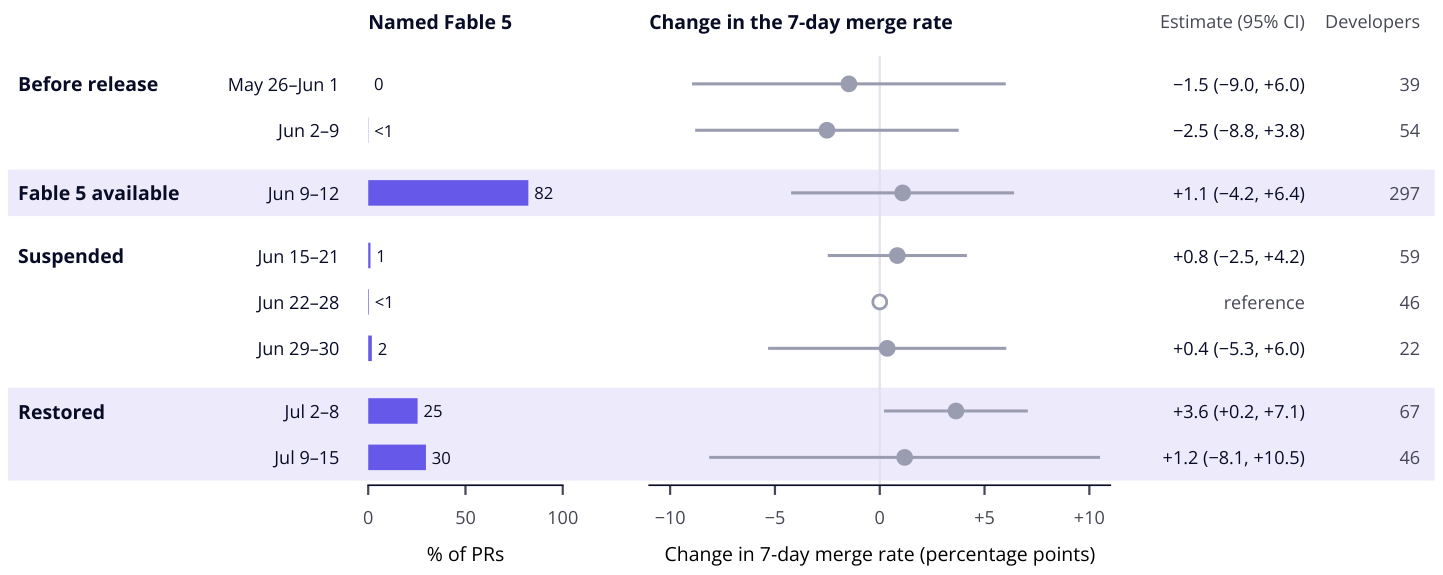 Named Fable 5 Change in the 7-day merge rate Estimate (95% CI) Developers
Before release May 26–Jun 1 0 −1.5 (−9.0, +6.0) 39
Jun 2–9 <1 −2.5 (−8.8, +3.8) 54
Fable 5 available Jun 9–12 82 +1.1 (−4.2, +6.4) 297
Suspended Jun 15–21 1 +0.8 (−2.5, +4.2) 59
Jun 22–28 <1 reference 46
Jun 29–30 2 +0.4 (−5.3, +6.0) 22
Restored Jul 2–8 25 +3.6 (+0.2, +7.1) 67
Jul 9–15 30 +1.2 (−8.1, +10.5) 46
0 50 100 −10 −5 0 +5 +10
% of PRs Change in 7-day merge rate (percentage points)